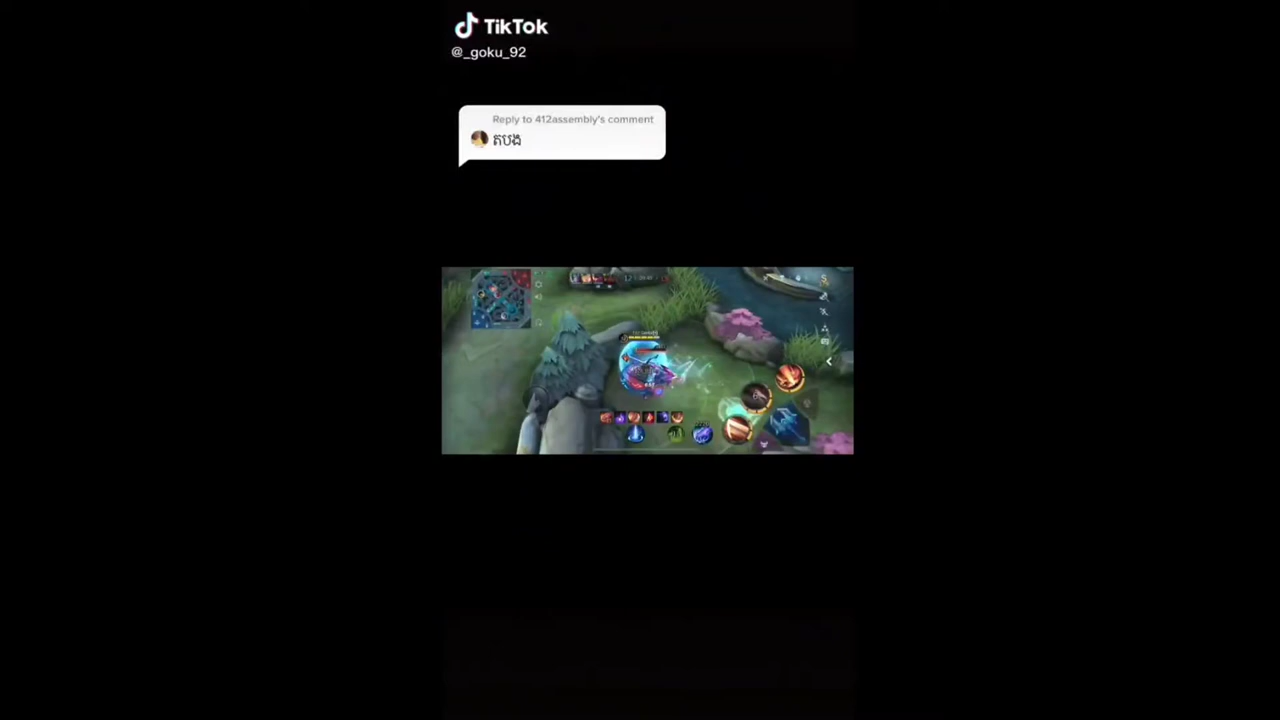 TikTok
@_goku_92
Reply to 412assembly's comment
តបង